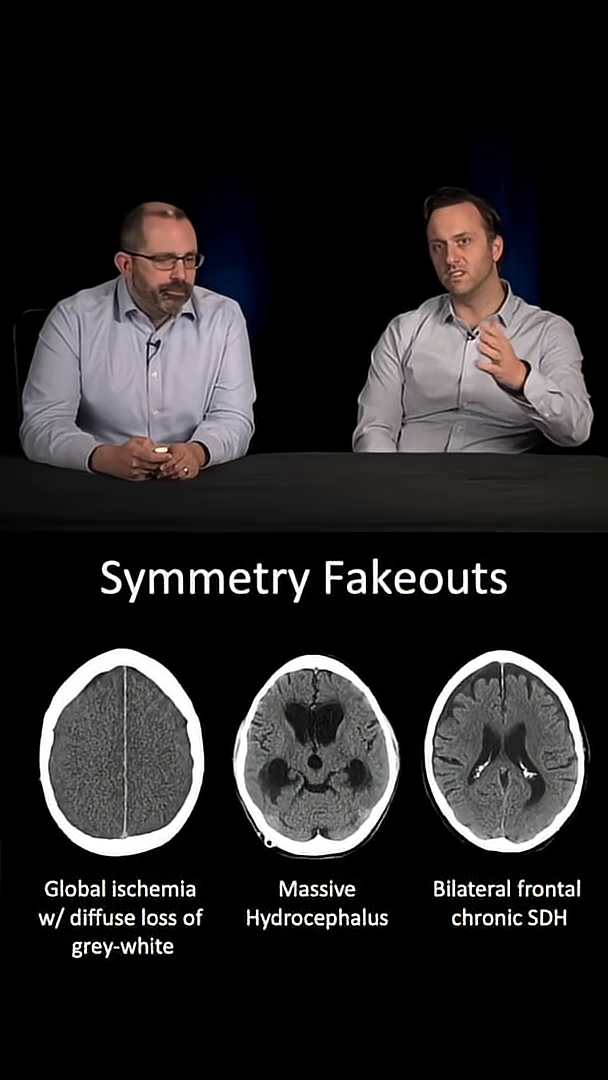 Symmetry Fakeouts
Global ischemia
w/ diffuse loss of
grey-white
Massive
Hydrocephalus
Bilateral frontal
chronic SDH